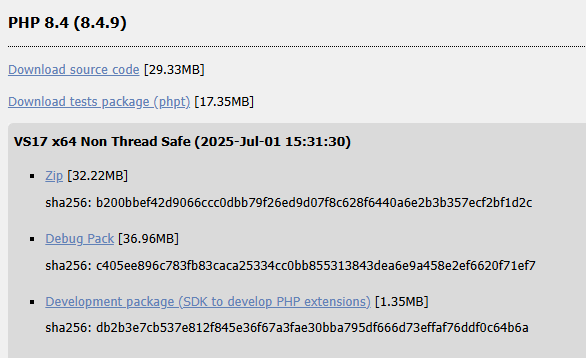 PHP 8.4 (8.4.9)
Download source code [29.33MB]
Download tests package (phpt) [17.35MB]
VS17 x64 Non Thread Safe (2025-Jul-01 15:31:30)
Zip [32.22MB]
sha256: b200bbef42d9066ccc0dbb79f26ed9d07f8c628f6440a6e2b3b357ecf2bf1d2c
Debug Pack [36.96MB]
sha256: c405ee896c783fb83caca25334cc0bb855313843dea6e9a458e2ef6620f71ef7
Development package (SDK to develop PHP extensions) [1.35MB]
sha256: db2b3e7cb537e812f845e36f67a3fae30bba795df666d73effaf76ddf0c64b6a